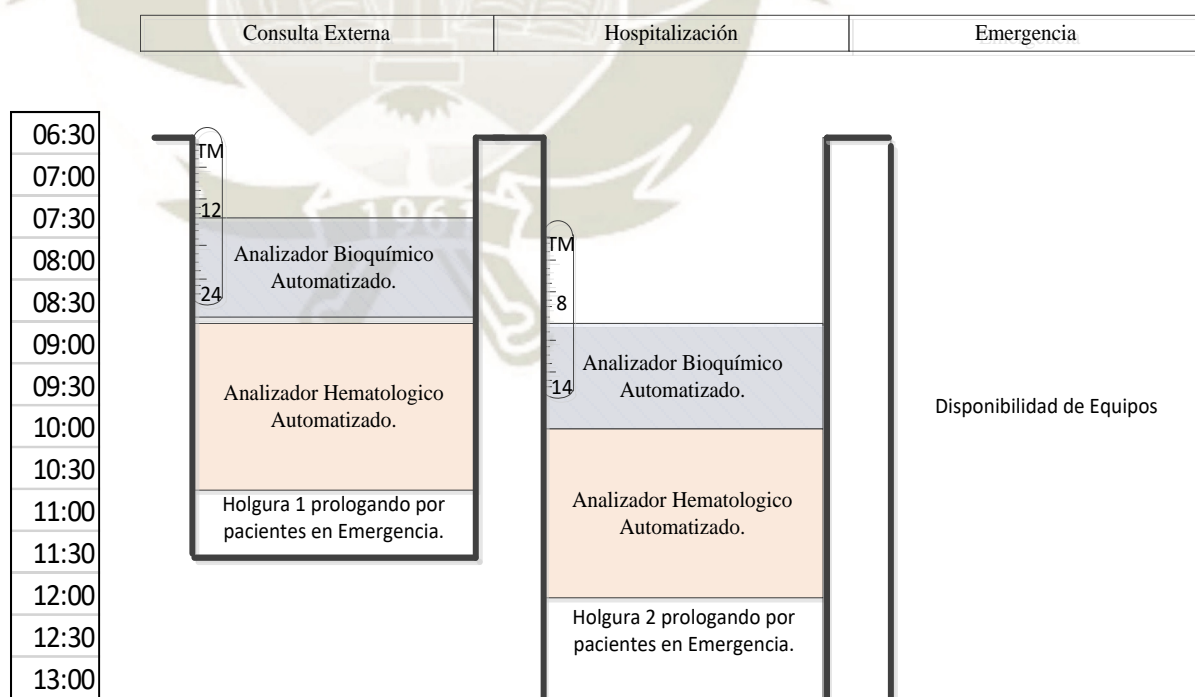 Consulta Externa
Hospitalización
Emergencia
06:30
07:00
07:30
08:00
08:30
09:00
09:30
10:00
10:30
11:00
11:30
12:00
12:30
13:00
1961
TM
12
24
Analizador Bioquímico
Automatizado.
Analizador Hematologico
Automatizado.
Holgura 1 prologando por
pacientes en Emergencia.
TM
8
14
Analizador Bioquímico
Automatizado.
Analizador Hematologico
Automatizado.
Holgura 2 prologando por
pacientes en Emergencia.
Disponibilidad de Equipos